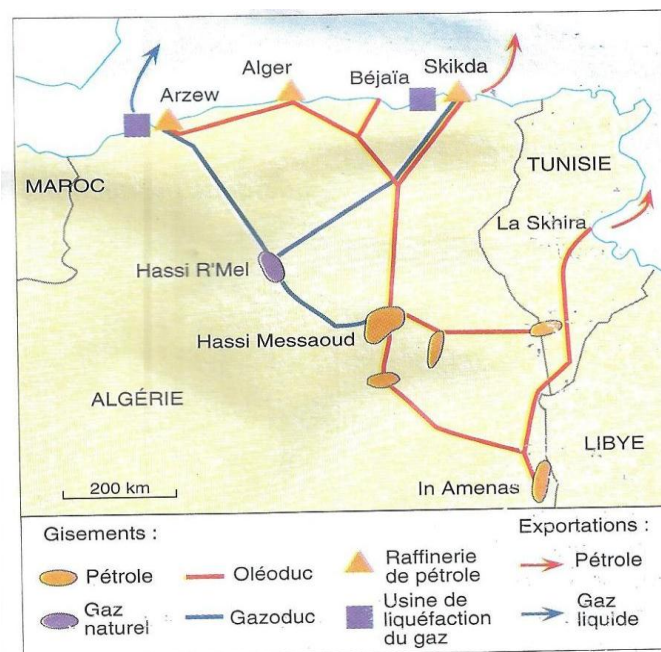 Alger
Béjaïa
Skikda
Arzew
TUNISIE
MAROC
La Skhira
Hassi R'Mel
Hassi Messaoud
ALGÉRIE
LIBYE
200 km
In Amenas
Gisements :
Exportations :
Pétrole
Oléoduc
Raffinerie
de pétrole
Pétrole
Gaz
naturel
Gazoduc
Usine de
liquéfaction
du gaz
Gaz
liquide